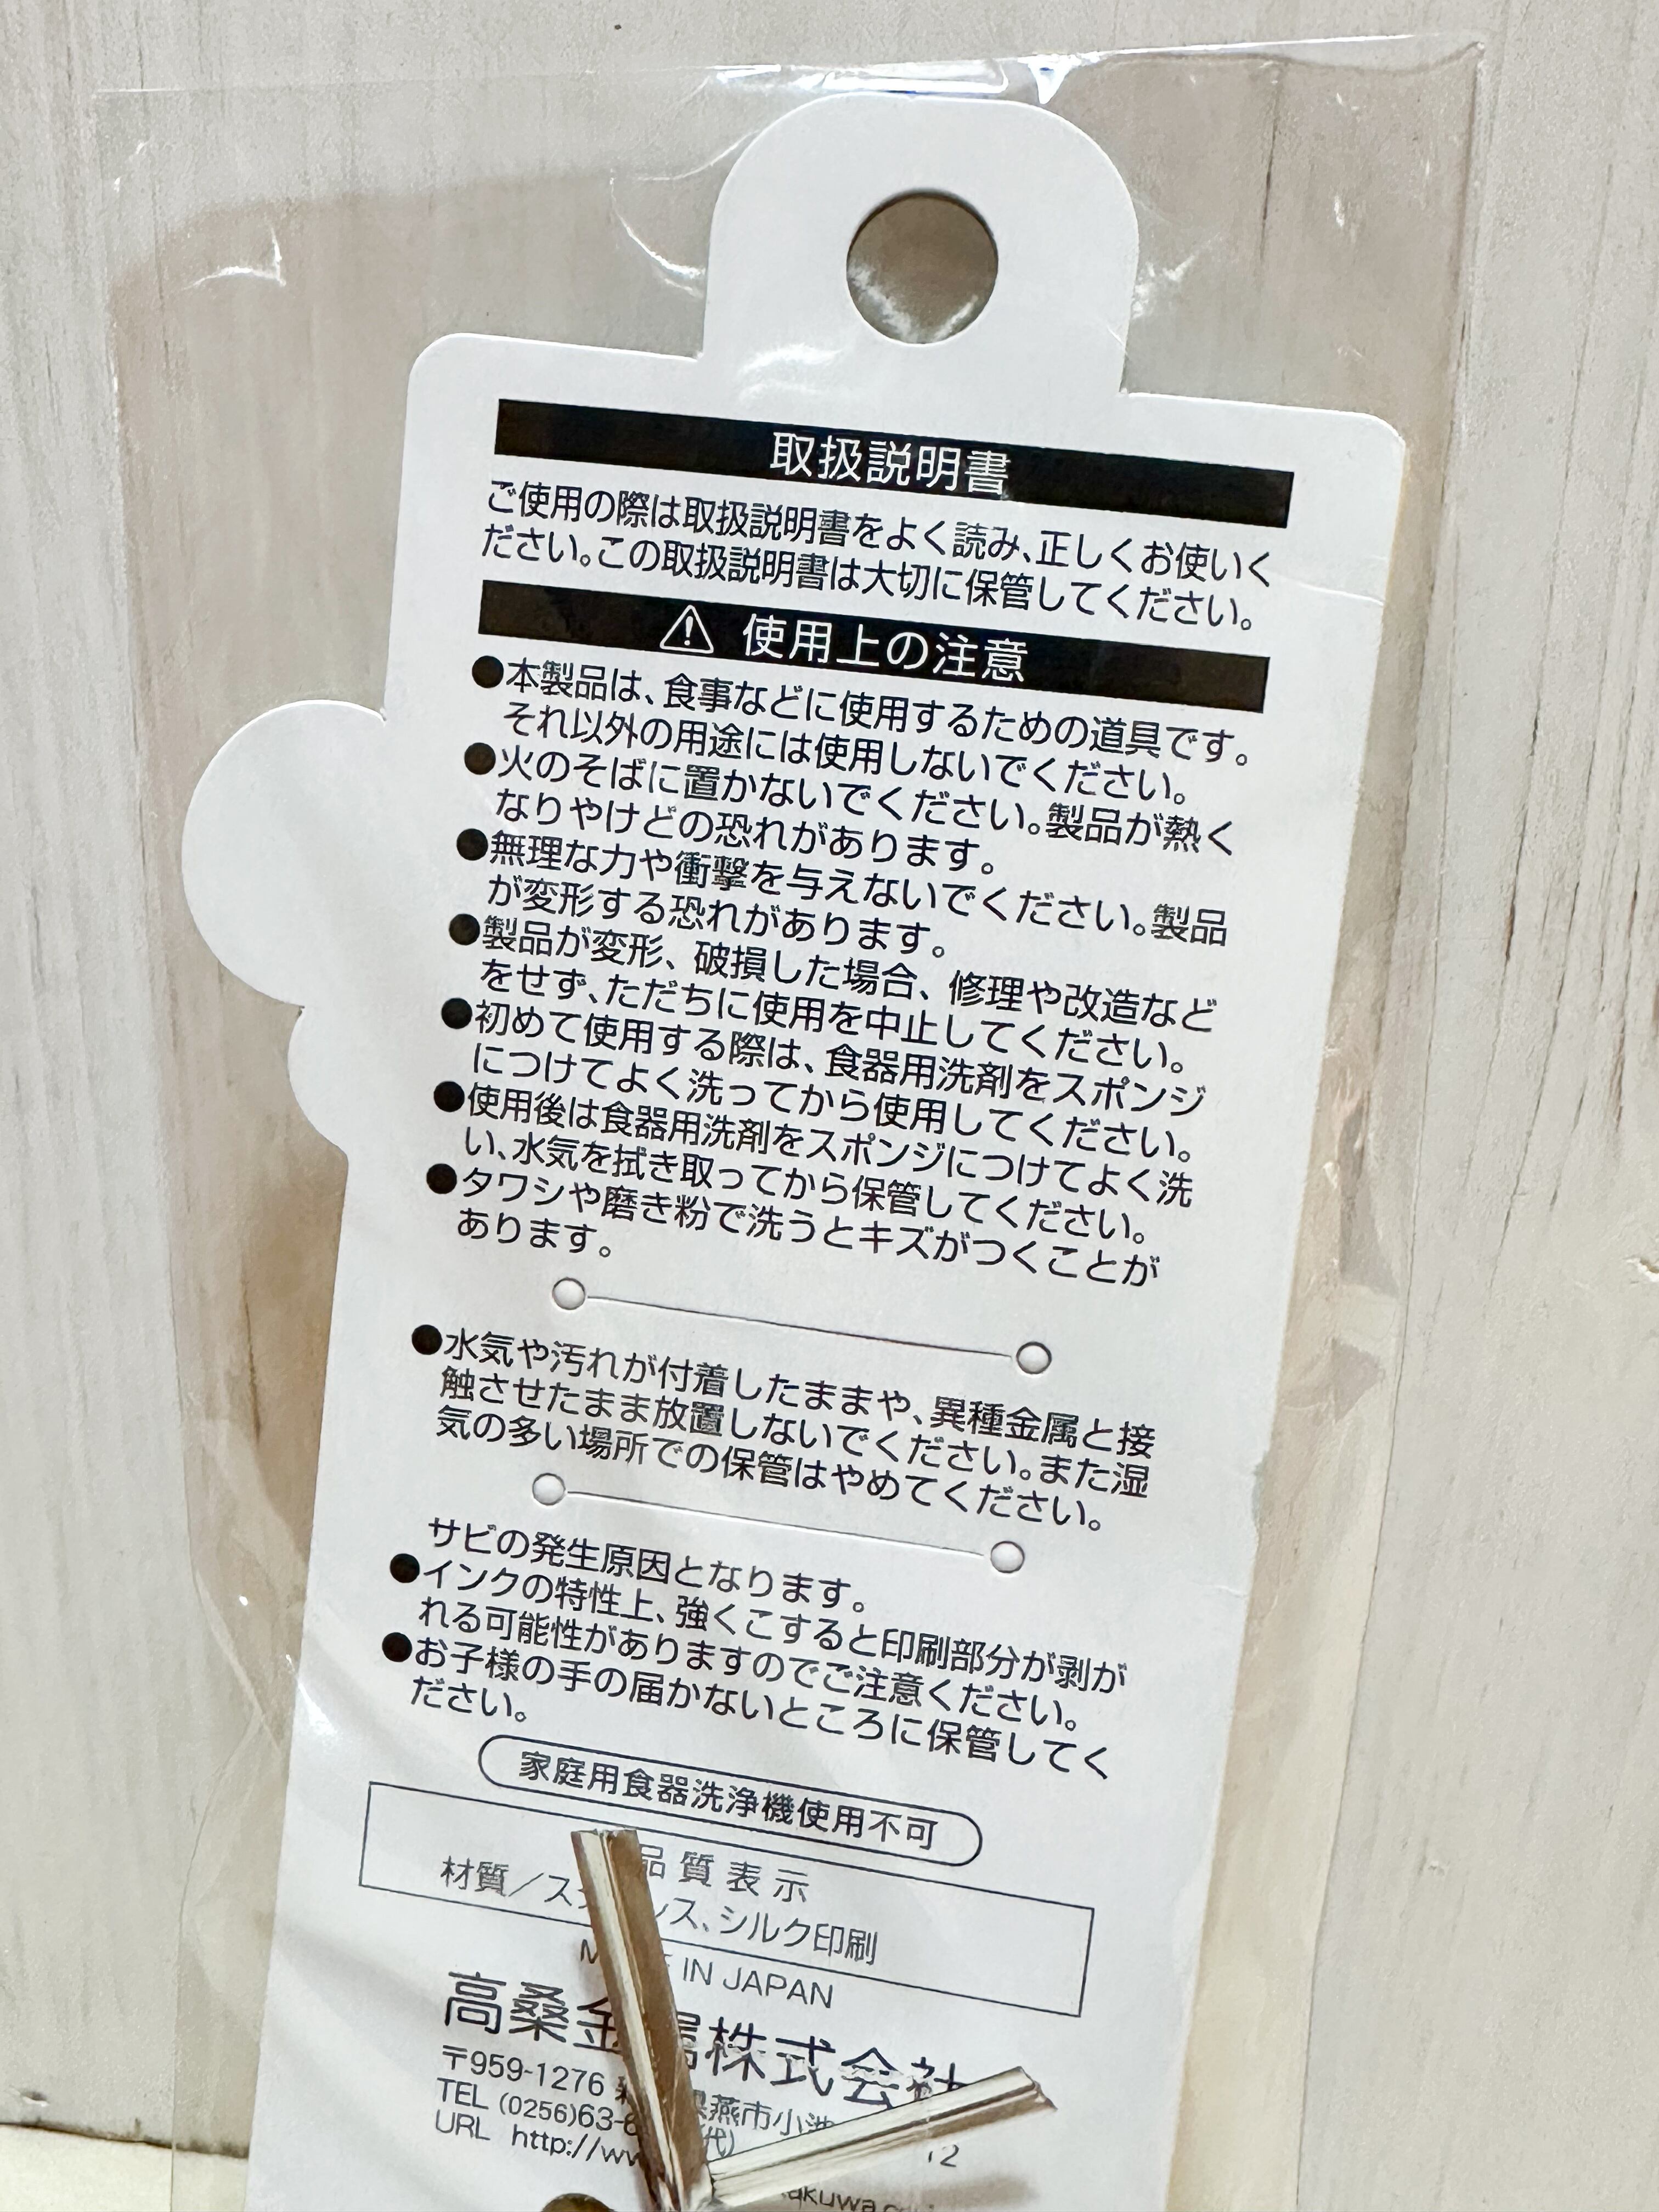 取扱説明書
ご使用の際は取扱説明書をよく読み、正しくお使いく
ださい。この取扱説明書は大切に保管してください。
⚠ 使用上の注意
●本製品は、食事などに使用するための道具です。
それ以外の用途には使用しないでください。
●火のそばに置かないでください。製品が熱く
なりやけどの恐れがあります。
●無理な力や衝撃を与えないでください。製品
が変形する恐れがあります。
●製品が変形、破損した場合、修理や改造など
をせず、ただちに使用を中止してください。
●初めて使用する際は、食器用洗剤をスポンジ
につけてよく洗ってから使用してください。
●使用後は食器用洗剤をスポンジにつけてよく洗
い、水気を拭き取ってから保管してください。
●タワシや磨き粉で洗うとキズがつくことが
あります。
●水気や汚れが付着したままや、異種金属と接
触させたまま放置しないでください。また湿
気の多い場所での保管はやめてください。
サビの発生原因となります。
●インクの特性上、強くこすると印刷部分が剥が
れる可能性がありますのでご注意ください。
●お子様の手の届かないところに保管してく
ださい。
家庭用食器洗浄機使用不可
品質表示
材質／ス ンス、シルク印刷
IN JAPAN
高桑金属株式会社
〒959-1276 燕市小池 12
TEL (0256)63- 代)
URL http://ww akuwa.c